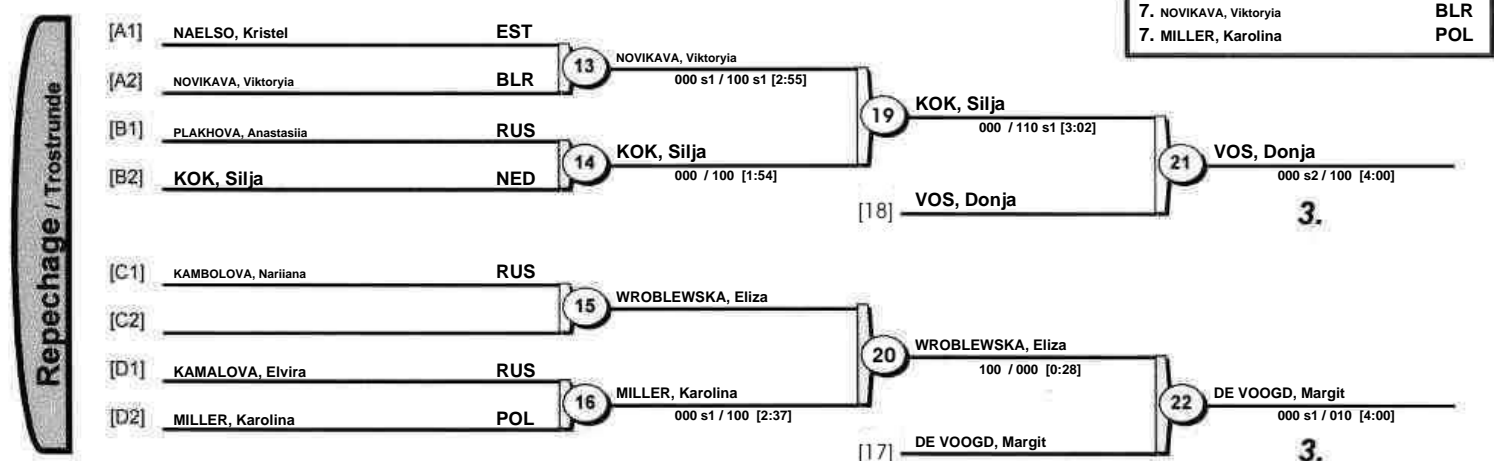 7. NOVIKAVA, Viktoryia BLR
7. MILLER, Karolina POL
Repechage / Trostrunde
[A1] NAELSO, Kristel EST
[A2] NOVIKAVA, Viktoryia BLR
13 NOVIKAVA, Viktoryia
000 s1 / 100 s1 [2:55]
[B1] PLAKHOVA, Anastasiia RUS
[B2] KOK, Silja NED
14 KOK, Silja
000 / 100 [1:54]
19 KOK, Silja
000 / 110 s1 [3:02]
[18] VOS, Donja
21 VOS, Donja
000 s2 / 100 [4:00]
3.
[C1] KAMBOLOVA, Nariiana RUS
[C2]
15 WROBLEWSKA, Eliza
[D1] KAMALOVA, Elvira RUS
[D2] MILLER, Karolina POL
16 MILLER, Karolina
000 s1 / 100 [2:37]
20 WROBLEWSKA, Eliza
100 / 000 [0:28]
[17] DE VOOGD, Margit
22 DE VOOGD, Margit
000 s1 / 010 [4:00]
3.